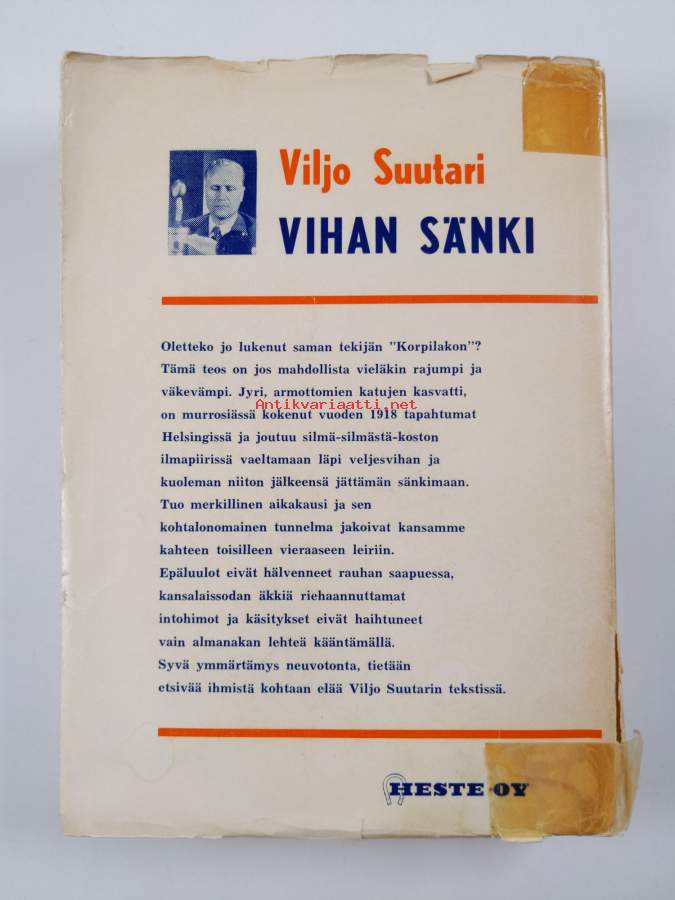 Viljo Suutari
VIHAN SÄNKI
Oletteko jo lukenut saman tekijän "Korpilakon"?
Tämä teos on jos mahdollista vieläkin rajumpi ja
väkevämpi. Jyri, armottomien katujen kasvatti,
Antikvariaatti.net
on murrosiässä kokenut vuoden 1918 tapahtumat
Helsingissä ja joutuu silmä-silmästä-koston
ilmapiirissä vaeltamaan läpi veljesvihan ja
kuoleman niiton jälkeensä jättämän sänkimaan.
Tuo merkillinen aikakausi ja sen
kohtalonomainen tunnelma jakoivat kansamme
kahteen toisilleen vieraaseen leiriin.
Epäluulot eivät hälvenneet rauhan saapuessa,
kansalaissodan äkkiä riehaannuttamat
intohimot ja käsitykset eivät haihtuneet
vain almanakan lehteä kääntämällä.
Syvä ymmärtämys neuvotonta, tietään
etsivää ihmistä kohtaan elää Viljo Suutarin tekstissä.
HESTE OY